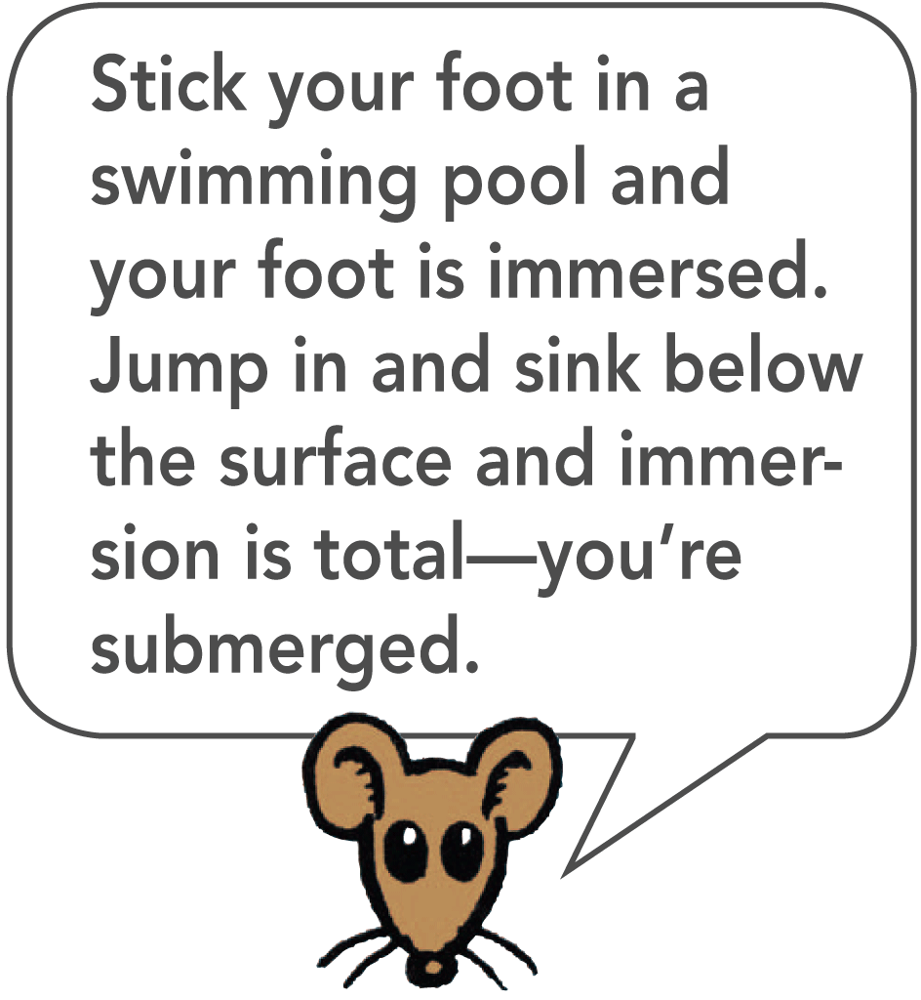 Stick your foot in a
swimming pool and
your foot is immersed.
Jump in and sink below
the surface and immer-
sion is total—you’re
submerged.